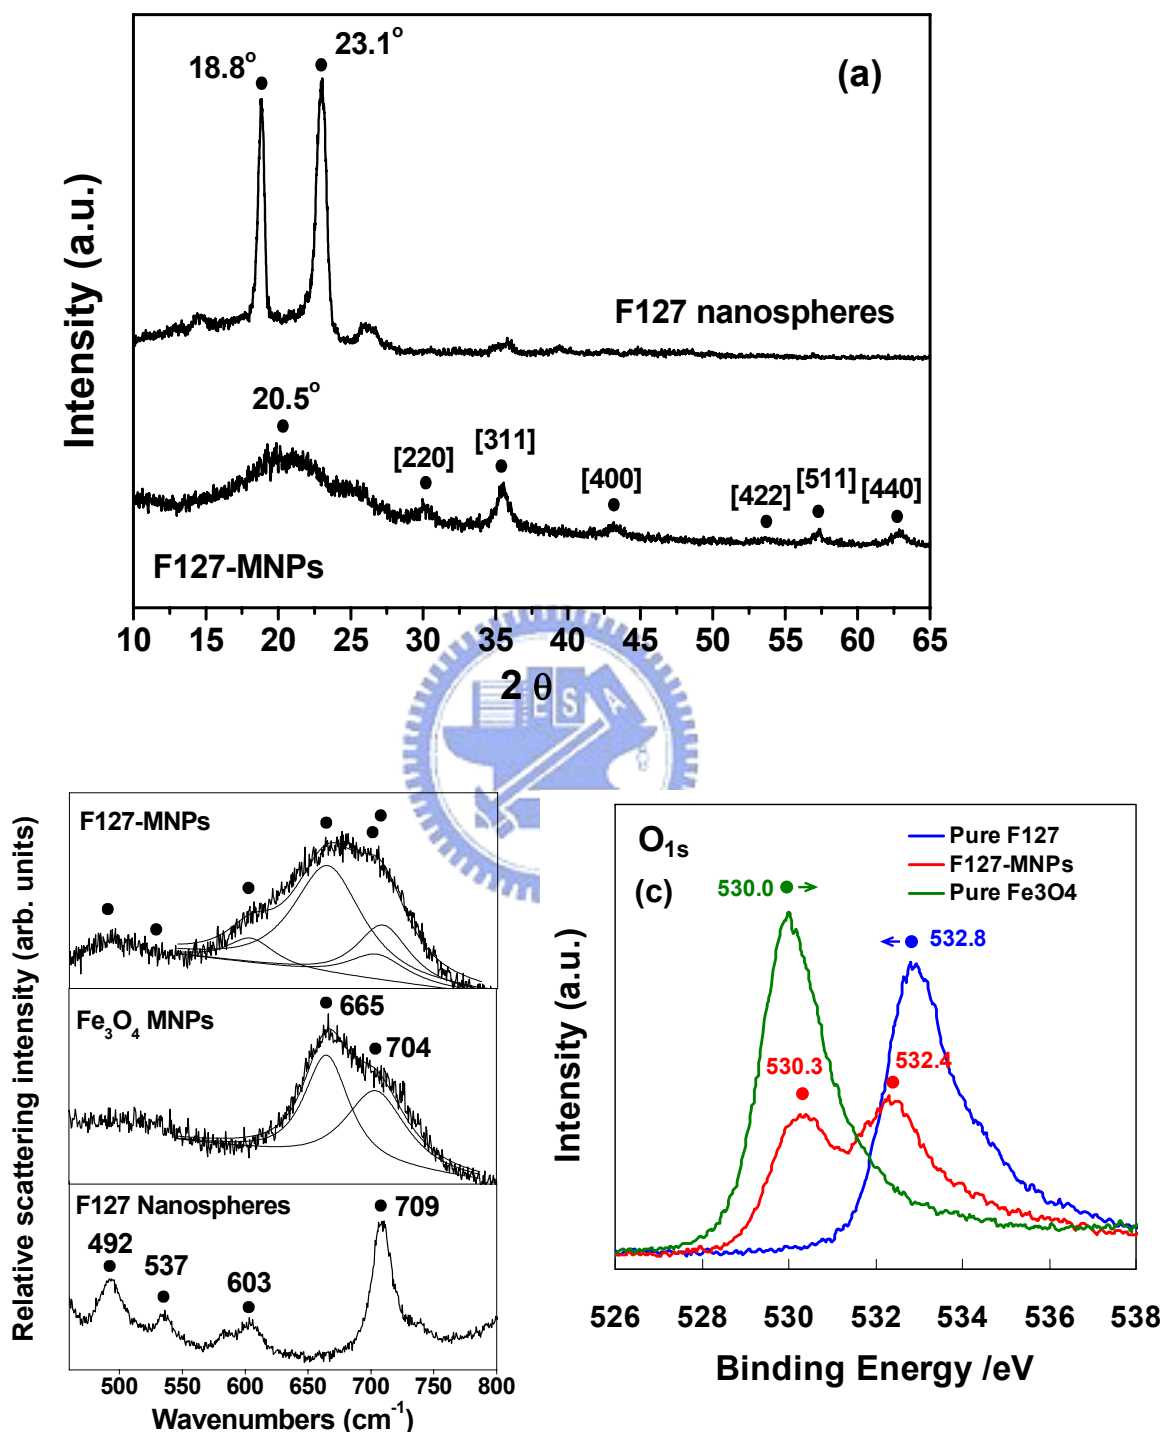 (a)
23.1°
18.8°
F127 nanospheres
20.5°
[220]
[311]
[400]
[422]
[511]
[440]
F127-MNPs
Intensity (a.u.)
10 15 20 25 30 35 40 45 50 55 60 65
2 θ
E S A
Relative scattering intensity (arb. units)
F127-MNPs
Fe₃O₄ MNPs
665
704
F127 Nanospheres
709
492
537
603
500 550 600 650 700 750 800
Wavenumbers (cm⁻¹)
O₁ₛ
(c)
Pure F127
F127-MNPs
Pure Fe3O4
530.0
532.8
530.3
532.4
Intensity (a.u.)
526 528 530 532 534 536 538
Binding Energy /eV